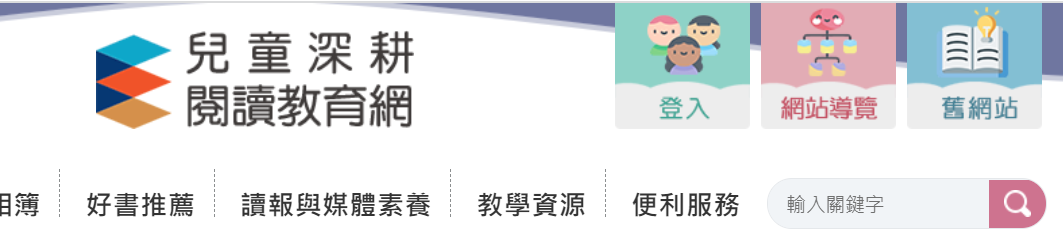 兒童深耕
閱讀教育網
登入
網站導覽
舊網站
相簿
好書推薦
讀報與媒體素養
教學資源
便利服務
輸入關鍵字